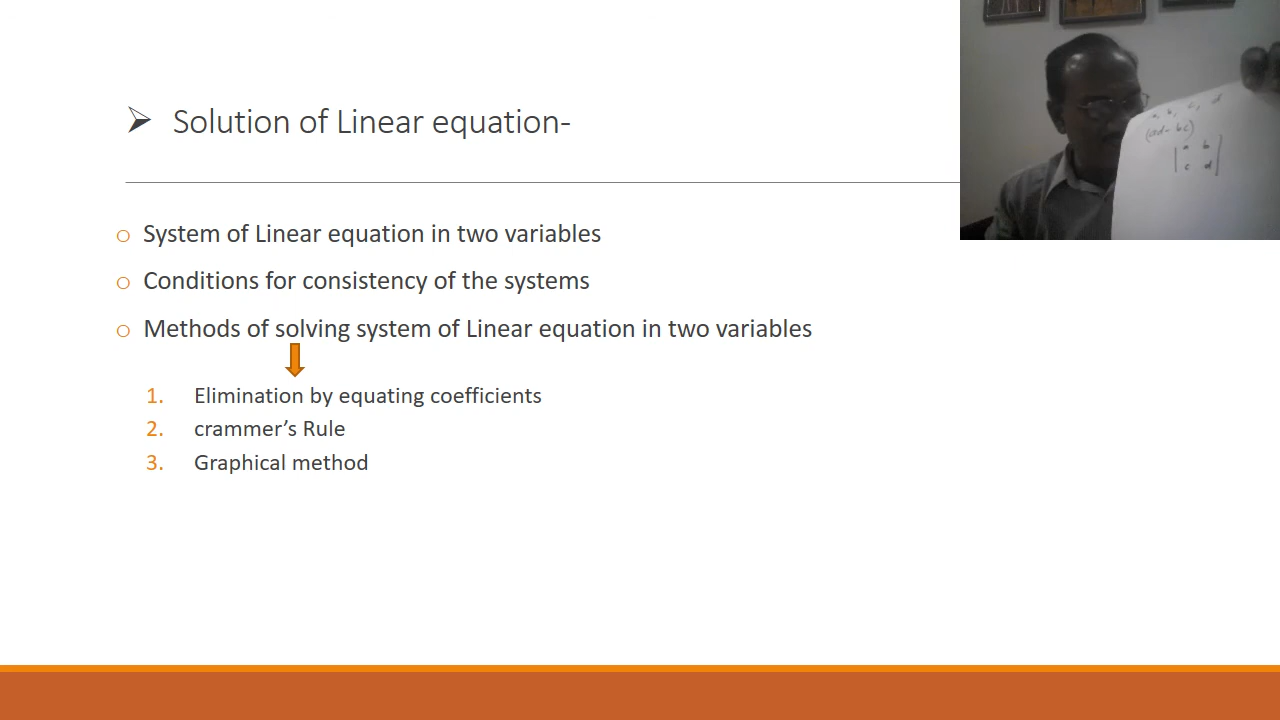 Solution of Linear equation-
System of Linear equation in two variables
Conditions for consistency of the systems
Methods of solving system of Linear equation in two variables
1. Elimination by equating coefficients
2. crammer's Rule
3. Graphical method
a, b, c, d
(ad - bc)
a b
c d